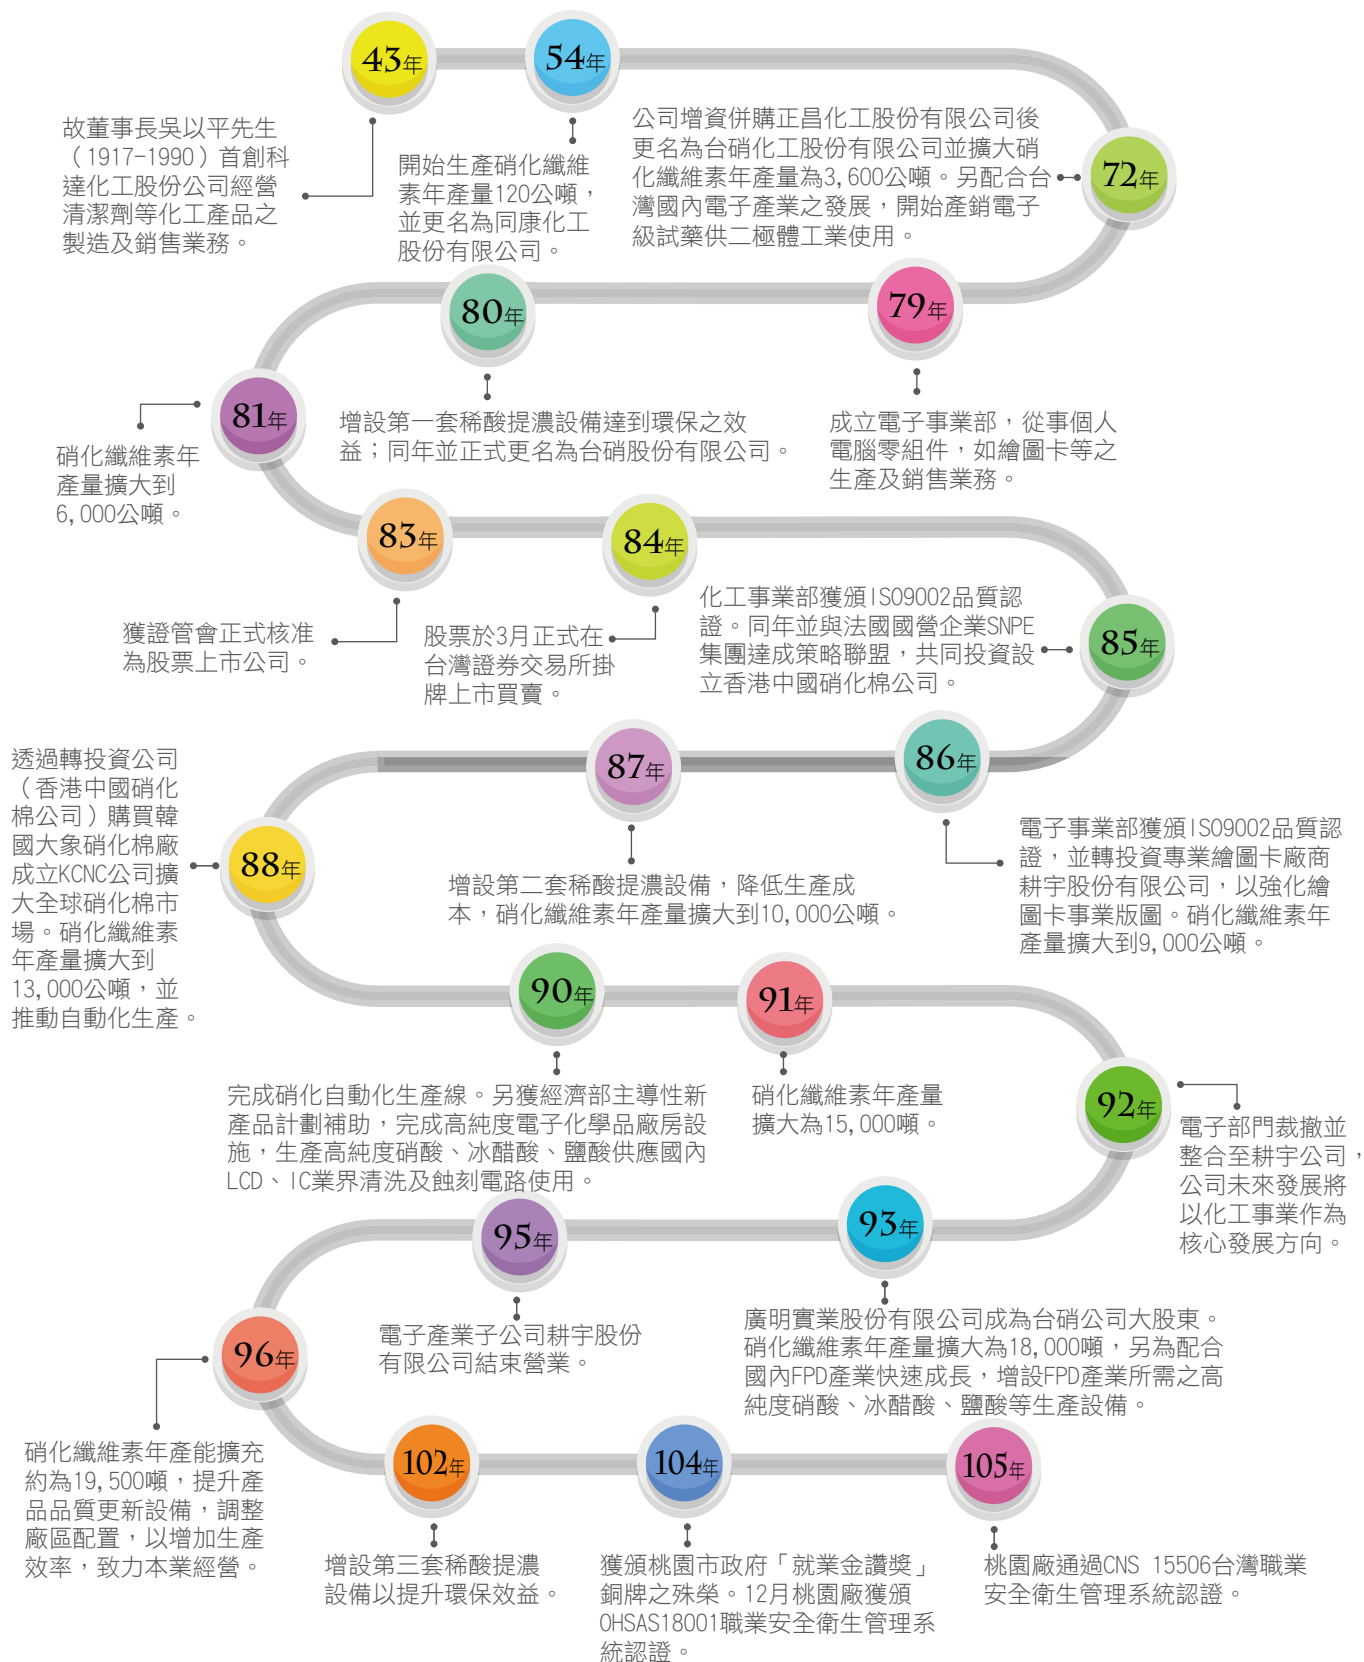 43年
故董事長吳以平先生
（1917-1990）首創科
達化工股份公司經營
清潔劑等化工產品之
製造及銷售業務。
54年
開始生產硝化纖維
素年產量120公噸，
並更名為同康化工
股份有限公司。
72年
公司增資併購正昌化工股份有限公司後
更名為台硝化工股份有限公司並擴大硝
化纖維素年產量為3,600公噸。另配合台
灣國內電子產業之發展，開始產銷電子
級試藥供二極體工業使用。
79年
成立電子事業部，從事個人
電腦零組件，如繪圖卡等之
生產及銷售業務。
80年
增設第一套稀酸提濃設備達到環保之效
益；同年並正式更名為台硝股份有限公司。
81年
硝化纖維素年
產量擴大到
6,000公噸。
83年
獲證管會正式核准
為股票上市公司。
84年
股票於3月正式在
台灣證券交易所掛
牌上市買賣。
85年
化工事業部獲頒ISO9002品質認
證。同年並與法國國營企業SNPE
集團達成策略聯盟，共同投資設
立香港中國硝化棉公司。
86年
電子事業部獲頒ISO9002品質認
證，並轉投資專業繪圖卡廠商
耕宇股份有限公司，以強化繪
圖卡事業版圖。硝化纖維素年
產量擴大到9,000公噸。
87年
增設第二套稀酸提濃設備，降低生產成
本，硝化纖維素年產量擴大到10,000公噸。
88年
透過轉投資公司
（香港中國硝化
棉公司）購買韓
國大象硝化棉廠
成立KCNC公司擴
大全球硝化棉市
場。硝化纖維素
年產量擴大到
13,000公噸，並
推動自動化生產。
90年
完成硝化自動化生產線。另獲經濟部主導性新
產品計劃補助，完成高純度電子化學品廠房設
施，生產高純度硝酸、冰醋酸、鹽酸供應國內
LCD、IC業界清洗及蝕刻電路使用。
91年
硝化纖維素年產量
擴大為15,000噸。
92年
電子部門裁撤並
整合至耕宇公司，
公司未來發展將
以化工事業作為
核心發展方向。
93年
廣明實業股份有限公司成為台硝公司大股東。
硝化纖維素年產量擴大為18,000噸，另為配合
國內FPD產業快速成長，增設FPD產業所需之高
純度硝酸、冰醋酸、鹽酸等生產設備。
95年
電子產業子公司耕宇股份
有限公司結束營業。
96年
硝化纖維素年產能擴充
約為19,500噸，提升產
品品質更新設備，調整
廠區配置，以增加生產
效率，致力本業經營。
102年
增設第三套稀酸提濃
設備以提升環保效益。
104年
獲頒桃園市政府「就業金讚獎」
銅牌之殊榮。12月桃園廠獲頒
OHSAS18001職業安全衛生管理系
統認證。
105年
桃園廠通過CNS 15506台灣職業
安全衛生管理系統認證。